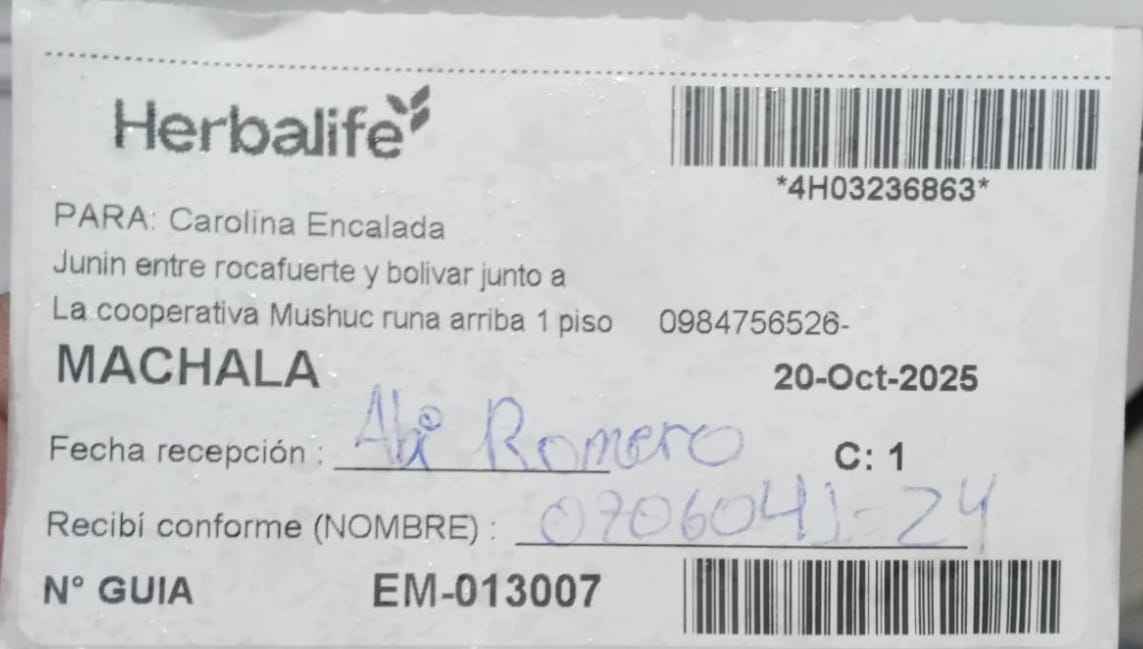 Herbalife
*4H03236863*
PARA: Carolina Encalada
Junin entre rocafuerte y bolivar junto a
La cooperativa Mushuc runa arriba 1 piso 0984756526-
MACHALA 20-Oct-2025
Fecha recepción : Abi Romero C: 1
Recibí conforme (NOMBRE) : 0706041-24
N° GUIA EM-013007